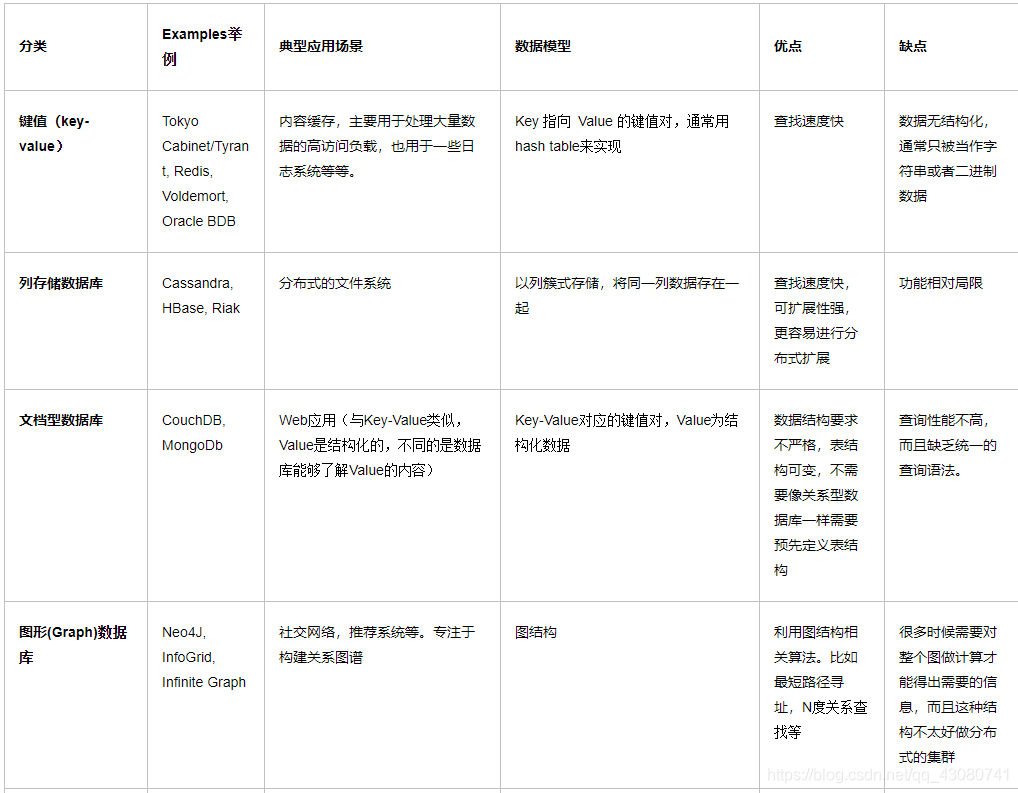 分类
Examples举
例
典型应用场景
数据模型
优点
缺点
键值（key-
value）
Tokyo
Cabinet/Tyran
t, Redis,
Voldemort,
Oracle BDB
内容缓存，主要用于处理大量数
据的高访问负载，也用于一些日
志系统等等。
Key 指向 Value 的键值对，通常用
hash table来实现
查找速度快
数据无结构化，
通常只被当作字
符串或者二进制
数据
列存储数据库
Cassandra,
HBase, Riak
分布式的文件系统
以列簇式存储，将同一列数据存在一
起
查找速度快，
可扩展性强，
更容易进行分
布式扩展
功能相对局限
文档型数据库
CouchDB,
MongoDb
Web应用（与Key-Value类似，
Value是结构化的，不同的是数据
库能够了解Value的内容）
Key-Value对应的键值对，Value为结
构化数据
数据结构要求
不严格，表结
构可变，不需
要像关系型数
据库一样需要
预先定义表结
构
查询性能不高，
而且缺乏统一的
查询语法。
图形(Graph)数据
库
Neo4J,
InfoGrid,
Infinite Graph
社交网络，推荐系统等。专注于
构建关系图谱
图结构
利用图结构相
关算法。比如
最短路径寻
址，N度关系查
找等
很多时候需要对
整个图做计算才
能得出需要的信
息，而且这种结
构不太好做分布
式的集群
https://blog.csdn.net/qq_43080741